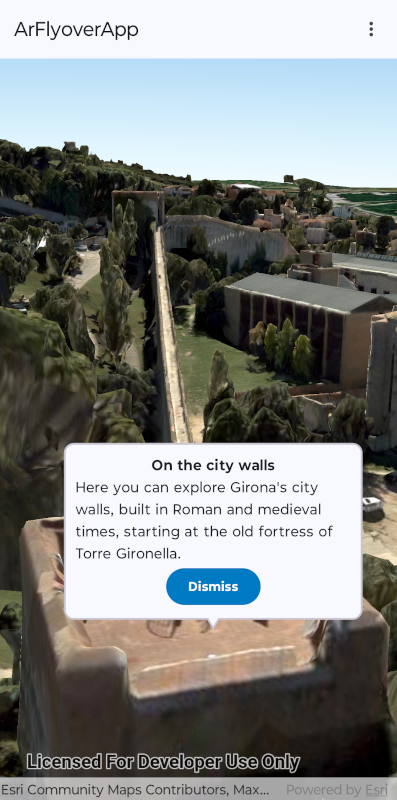 ArFlyoverApp
On the city walls
Here you can explore Girona's city
walls, built in Roman and medieval
times, starting at the old fortress of
Torre Gironella.
Dismiss
Licensed For Developer Use Only
Esri Community Maps Contributors, Max...
Powered by Esri